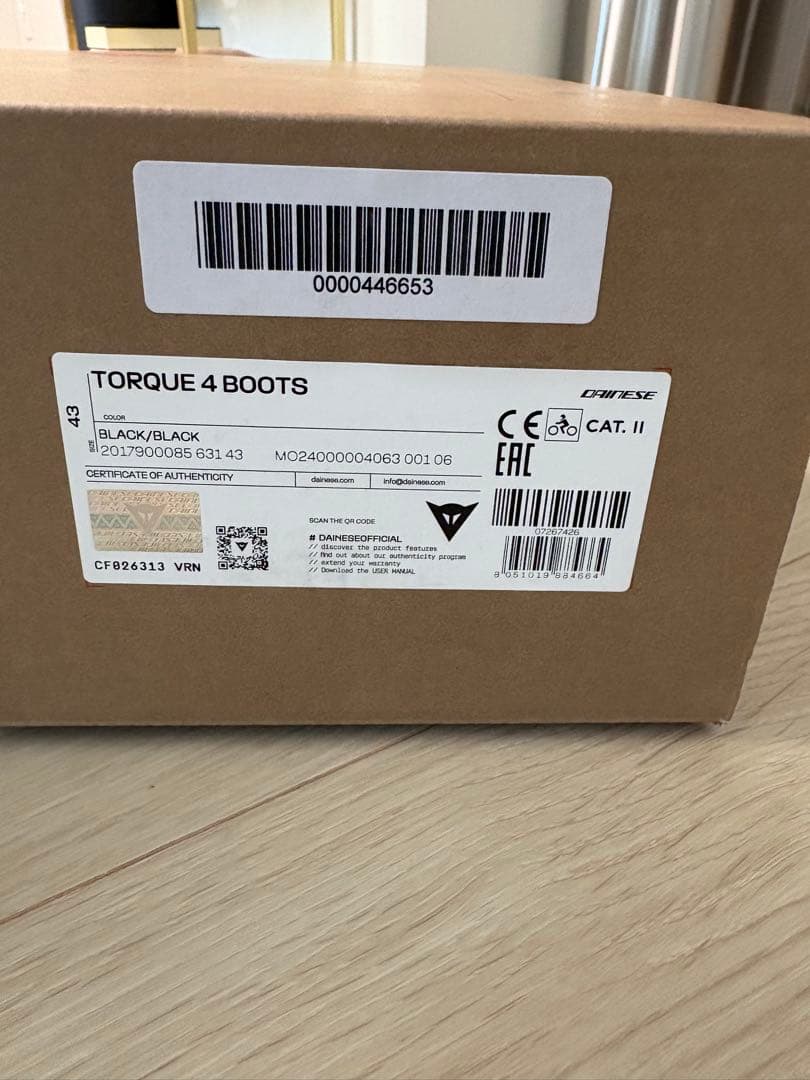 0000446653
TORQUE 4 BOOTS
DAINESE
43
COLOR
BLACK/BLACK
SIZE
2017900085 631 43 MO24000004063 001 06
CE CAT. II
EAC
CERTIFICATE OF AUTHENTICITY dainese.com info@dainese.com
SCAN THE QR CODE
# DAINESEOFFICIAL
// discover the product features
// find out about our authenticity program
// extend your warranty
// Download the USER MANUAL
CF026313 VRN
07267426
8 051019 884664